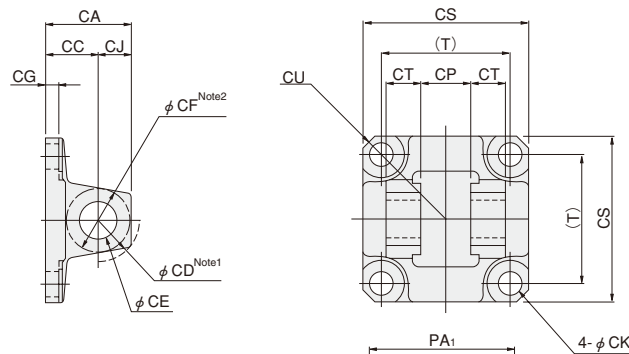 CA
CC CJ
CG
φ CF Note2
φ CD Note1
φ CE
CS
(T)
CT CP CT
CU
(T)
CS
4- φ CK
PA1